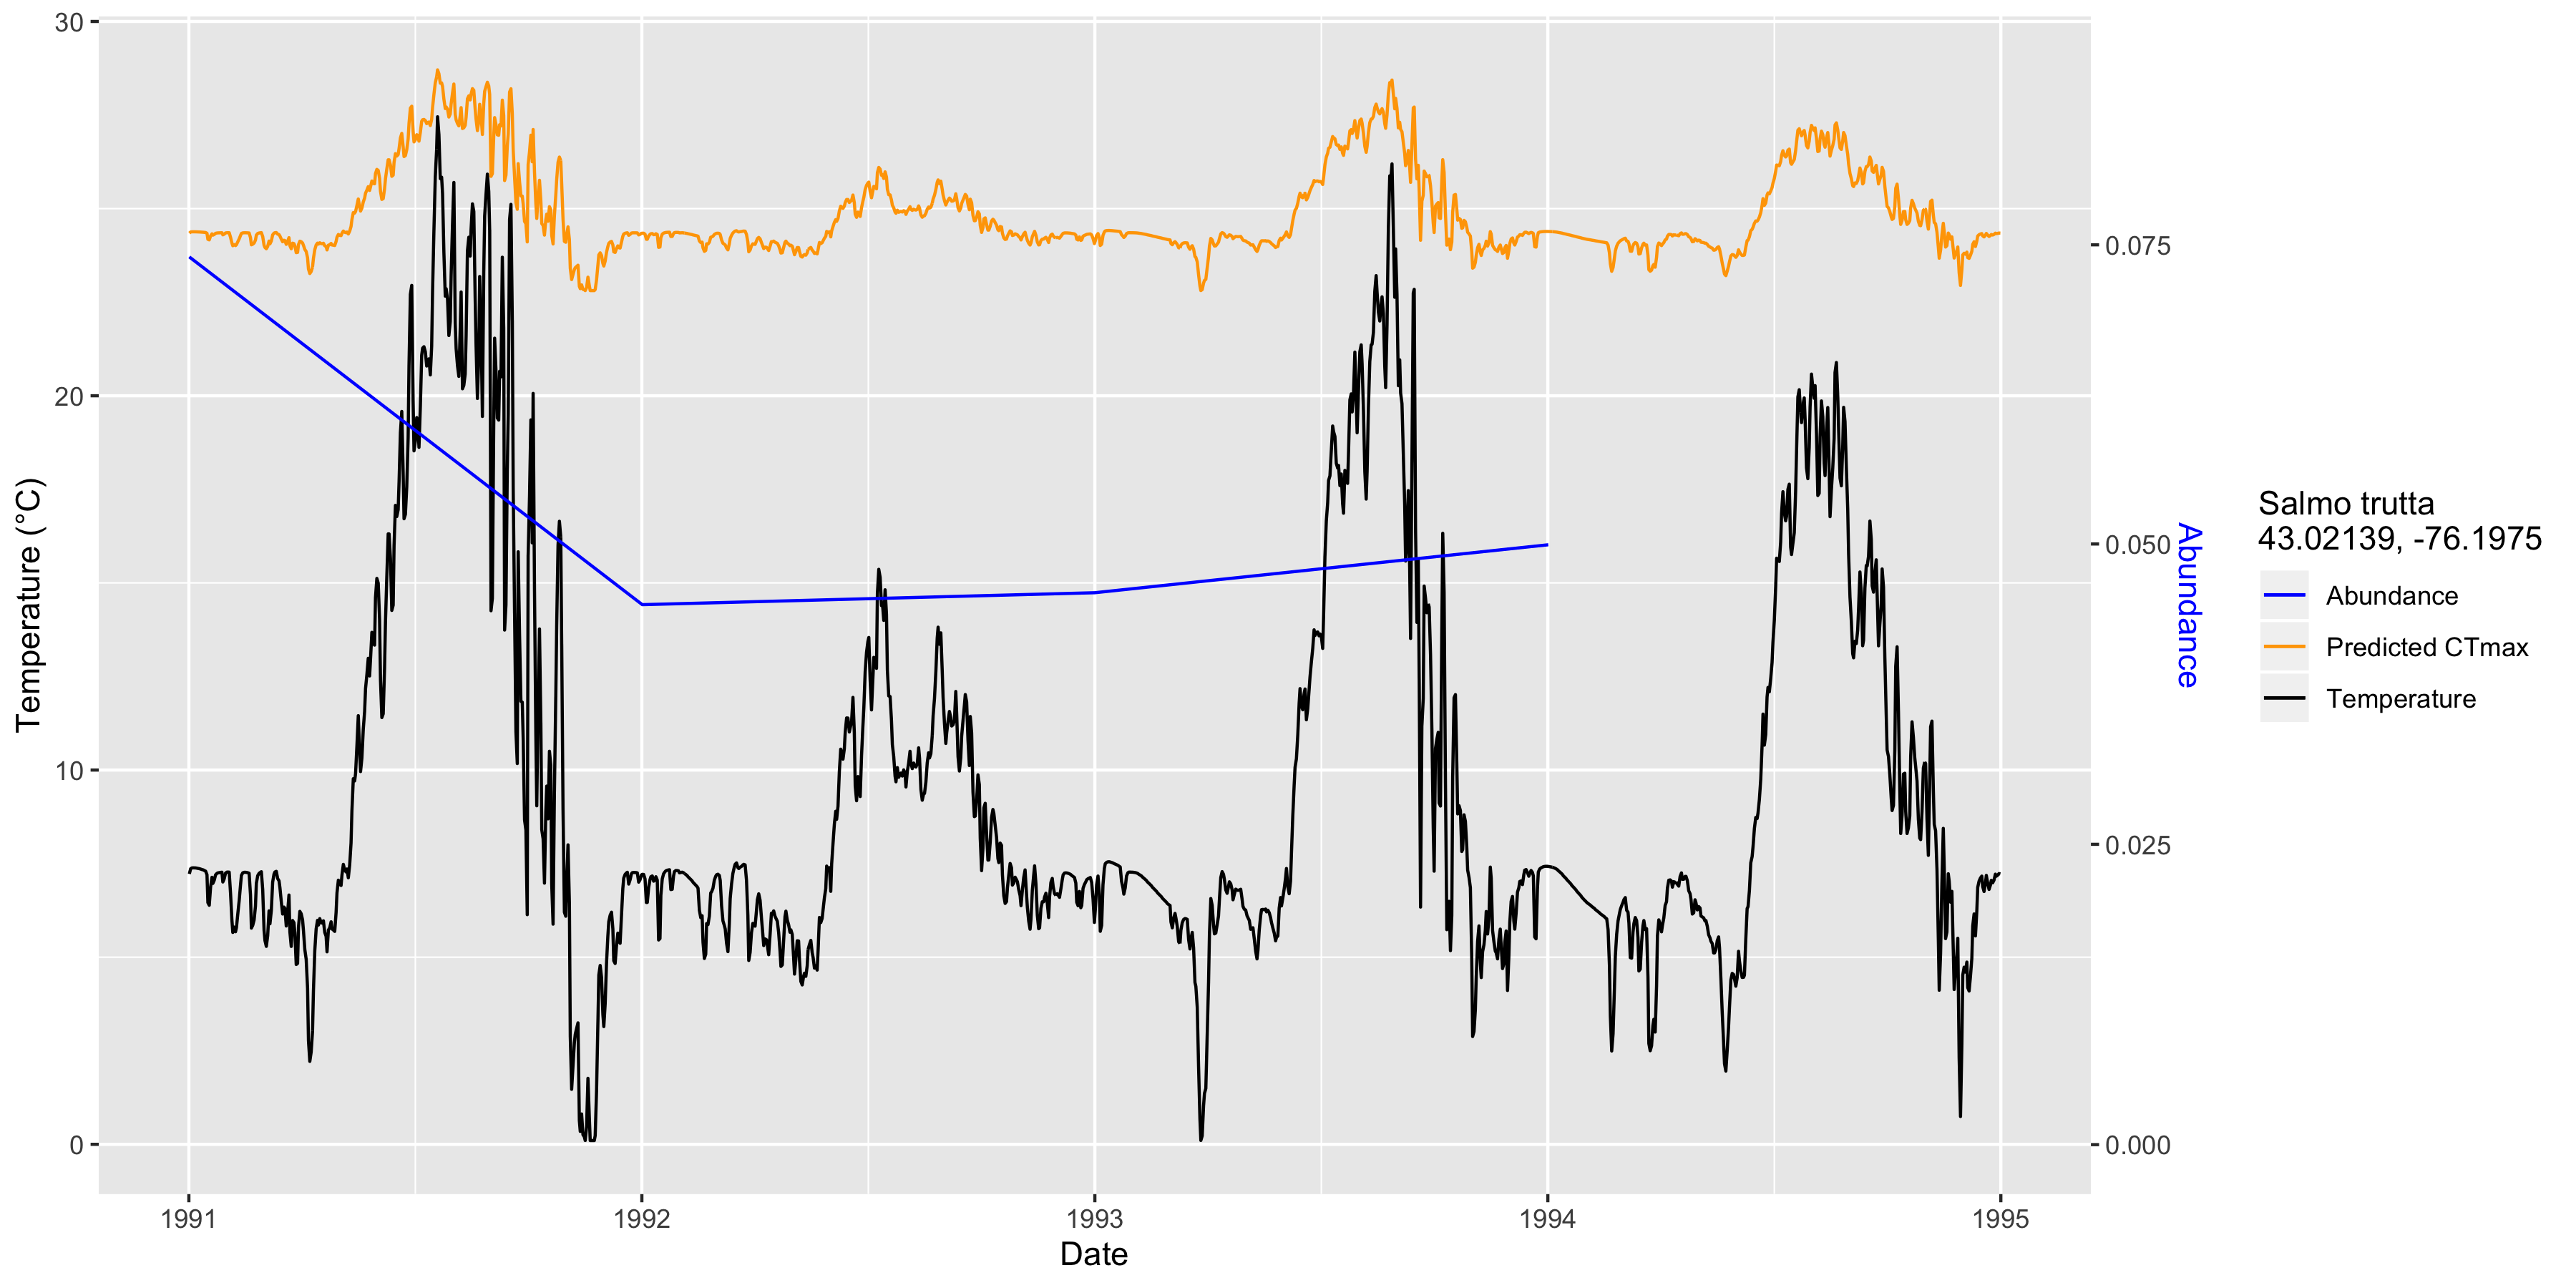 30
20
10
0
Temperature (°C)
1991
1992
1993
1994
1995
Date
0.075
0.050
0.025
0.000
Abundance
Salmo trutta
43.02139, -76.1975
Abundance
Predicted CTmax
Temperature